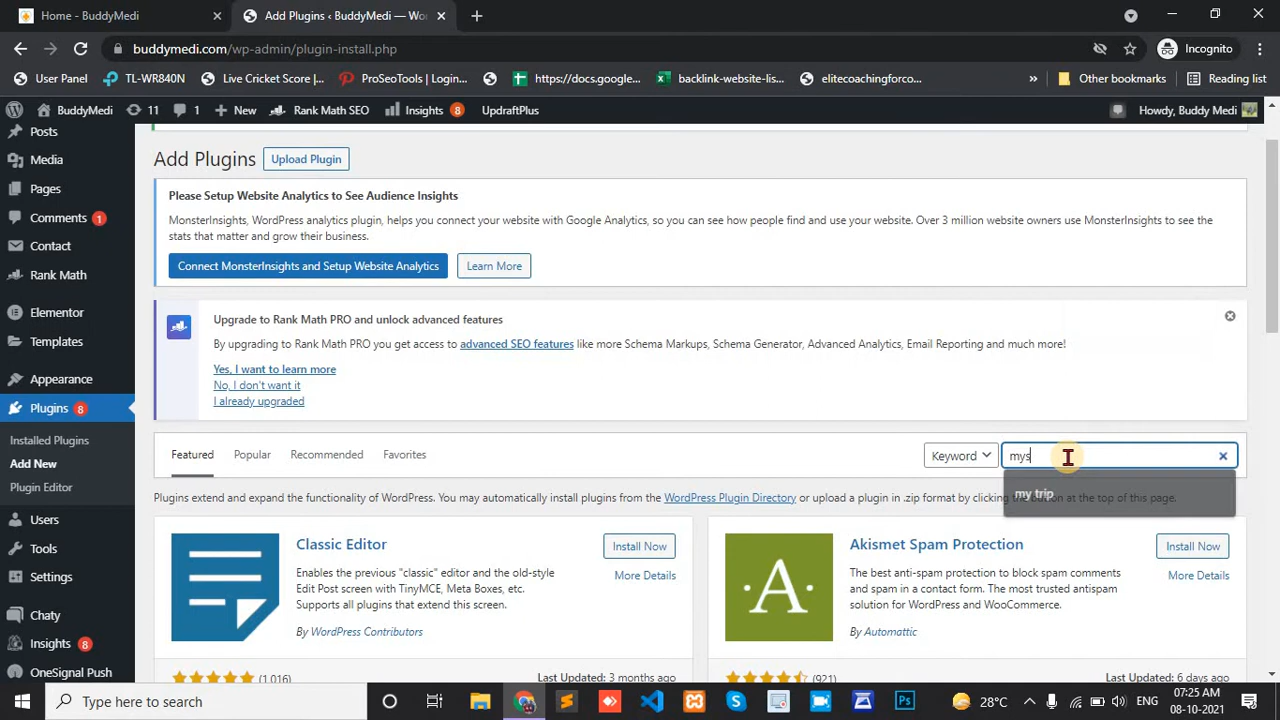 Home - BuddyMedi
Add Plugins ‹ BuddyMedi — Wo
buddymedi.com/wp-admin/plugin-install.php
Incognito
User Panel
TL-WR840N
Live Cricket Score |...
ProSeoTools | Login...
https://docs.google...
backlink-website-lis...
elitecoachingforco...
»
Other bookmarks
Reading list
BuddyMedi
11
1
New
Rank Math SEO
Insights 8
UpdraftPlus
Howdy, Buddy Medi
Posts
Media
Pages
Comments 1
Contact
Rank Math
Elementor
Templates
Appearance
Plugins 8
Installed Plugins
Add New
Plugin Editor
Users
Tools
Settings
Chaty
Insights 8
OneSignal Push
Add Plugins
Upload Plugin
Please Setup Website Analytics to See Audience Insights
MonsterInsights, WordPress analytics plugin, helps you connect your website with Google Analytics, so you can see how people find and use your website. Over 3 million website owners use MonsterInsights to see the
stats that matter and grow their business.
Connect MonsterInsights and Setup Website Analytics
Learn More
Upgrade to Rank Math PRO and unlock advanced features
By upgrading to Rank Math PRO you get access to advanced SEO features like more Schema Markups, Schema Generator, Advanced Analytics, Email Reporting and much more!
Yes, I want to learn more
No, I don't want it
I already upgraded
Featured
Popular
Recommended
Favorites
Keyword
mys
my trip
Plugins extend and expand the functionality of WordPress. You may automatically install plugins from the WordPress Plugin Directory or upload a plugin in .zip format by clicking the button at the top of this page.
Classic Editor
Install Now
More Details
Enables the previous "classic" editor and the old-style
Edit Post screen with TinyMCE, Meta Boxes, etc.
Supports all plugins that extend this screen.
By WordPress Contributors
(1,016)
Last Updated: 3 months ago
Akismet Spam Protection
Install Now
More Details
The best anti-spam protection to block spam comments
and spam in a contact form. The most trusted antispam
solution for WordPress and WooCommerce.
By Automattic
(921)
Last Updated: 6 days ago
Type here to search
28°C
ENG
07:25 AM
08-10-2021